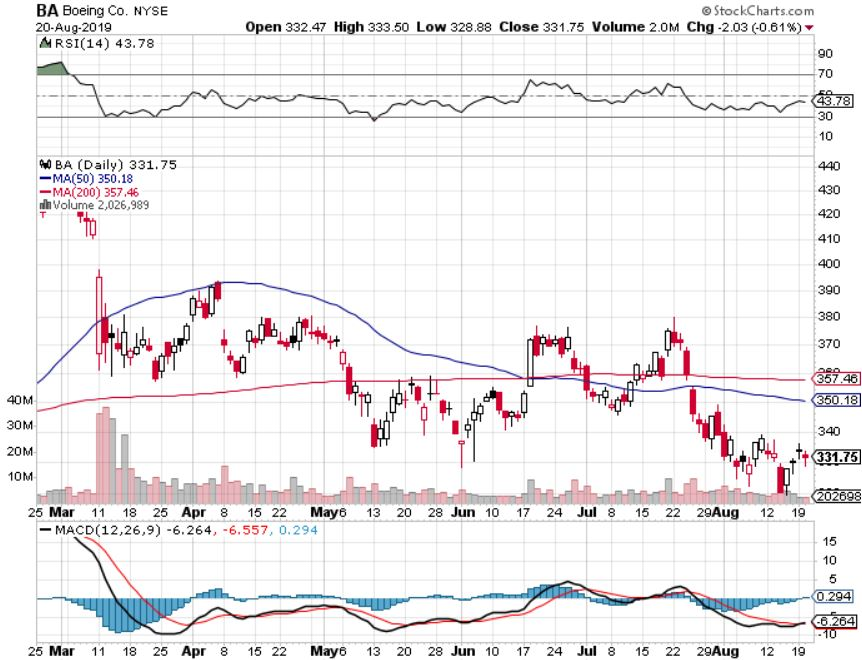 BA Boeing Co. NYSE © StockCharts.com
20-Aug-2019 Open 332.47 High 333.50 Low 328.88 Close 331.75 Volume 2.0M Chg -2.03 (-0.61%)
RSI(14) 43.78
90
70
50
43.78
30
10
BA (Daily) 331.75
MA(50) 350.18
MA(200) 357.46
Volume 2,026,989
440
430
420
410
400
390
380
370
360
357.46
350.18
340
331.75
202698
40M
30M
20M
10M
25 Mar 11 18 25 Apr 8 15 22 May 6 13 20 28 Jun 10 17 24 Jul 8 15 22 29 Aug 12 19
MACD(12,26,9) -6.264, -6.557, 0.294
15
10
5
0.294
-6.264
-10
25 Mar 11 18 25 Apr 8 15 22 May 6 13 20 28 Jun 10 17 24 Jul 8 15 22 29 Aug 12 19